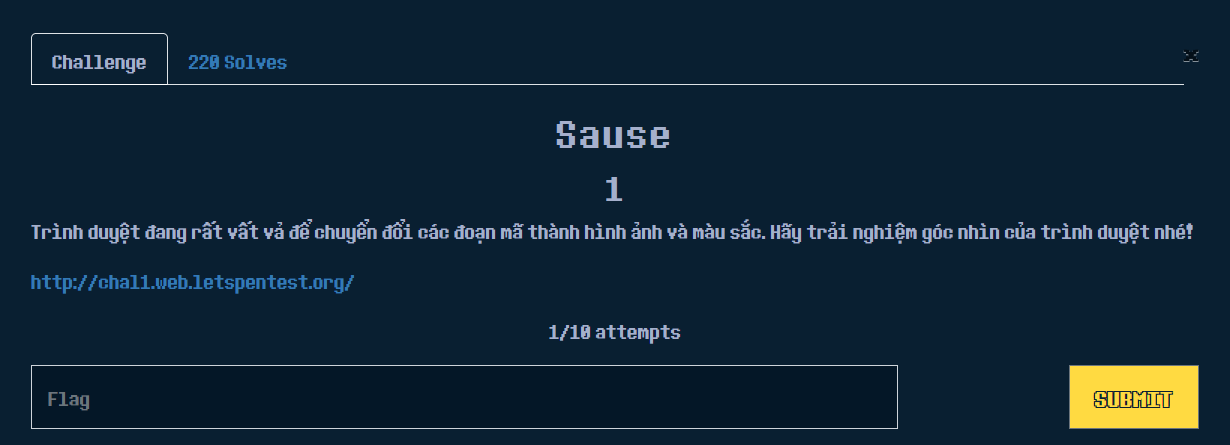 Challenge
220 Solves
×
Sause
1
Trình duyệt đang rất vất vả để chuyển đổi các đoạn mã thành hình ảnh và màu sắc. Hãy trải nghiệm góc nhìn của trình duyệt nhé!
http://chal1.web.letspentest.org/
1/10 attempts
Flag
SUBMIT